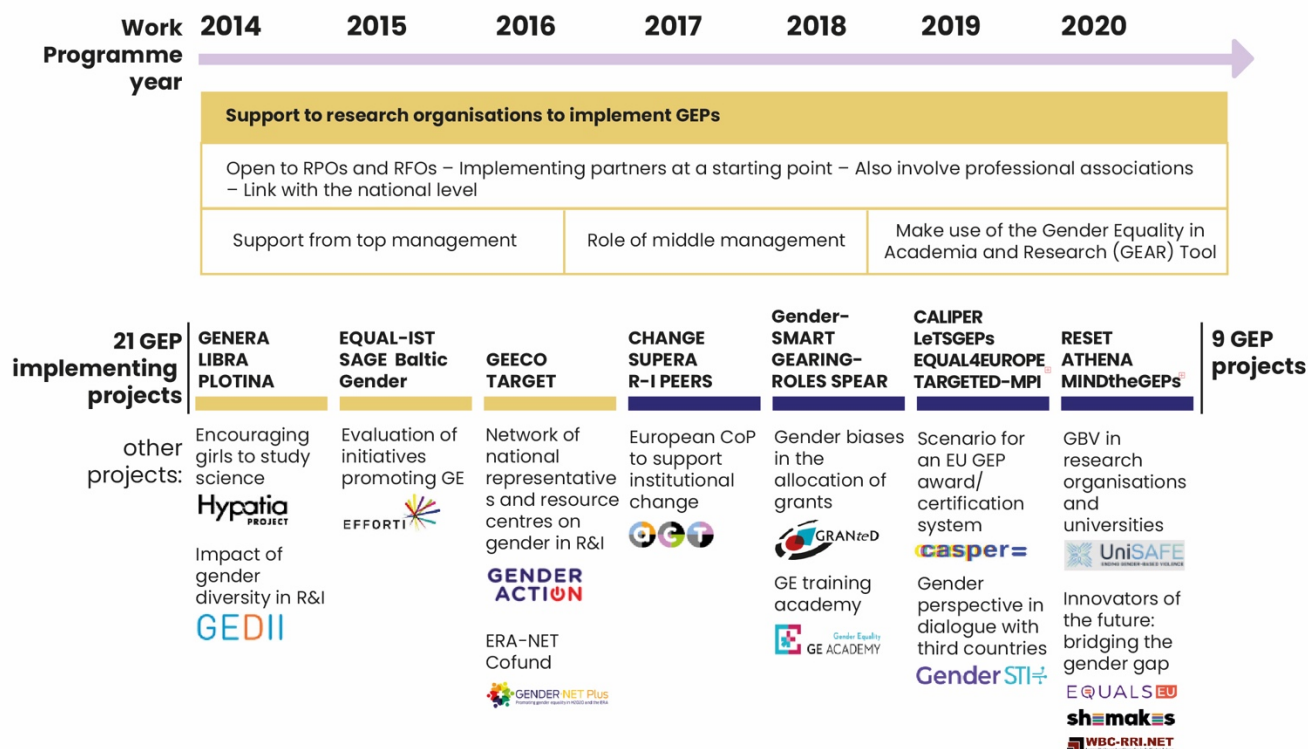 Work Programme year
2014 2015 2016 2017 2018 2019 2020
Support to research organisations to implement GEPs
Open to RPOs and RFOs – Implementing partners at a starting point – Also involve professional associations
– Link with the national level
Support from top management
Role of middle management
Make use of the Gender Equality in
Academia and Research (GEAR) Tool
21 GEP
implementing
projects
GENERA
LIBRA
PLOTINA
EQUAL-IST
SAGE Baltic
Gender
GEECO
TARGET
CHANGE
SUPERA
R-I PEERS
Gender-
SMART
GEARING-
ROLES SPEAR
CALIPER
LeTSGEPs
EQUAL4EUROPE
TARGETED-MPI
RESET
ATHENA
MINDtheGEPs
9 GEP
projects
other
projects:
Encouraging
girls to study
science
Hypatia
PROJECT
Impact of
gender
diversity in R&I
GEDII
Evaluation of
initiatives
promoting GE
EFFORTI
Network of
national
representative
s and resource
centres on
gender in R&I
GENDER
ACTION
ERA-NET
Cofund
GENDER-NET Plus
European CoP
to support
institutional
change
act
Gender biases
in the
allocation of
grants
GRANteD
GE training
academy
Gender Equality
GE ACADEMY
Scenario for
an EU GEP
award/
certification
system
casper=
Gender
perspective in
dialogue with
third countries
Gender STI
GBV in
research
organisations
and
universities
UniSAFE
ENDING GENDER-BASED VIOLENCE
Innovators of
the future:
bridging the
gender gap
EQUALS EU
shemakes
WBC-RRI.NET